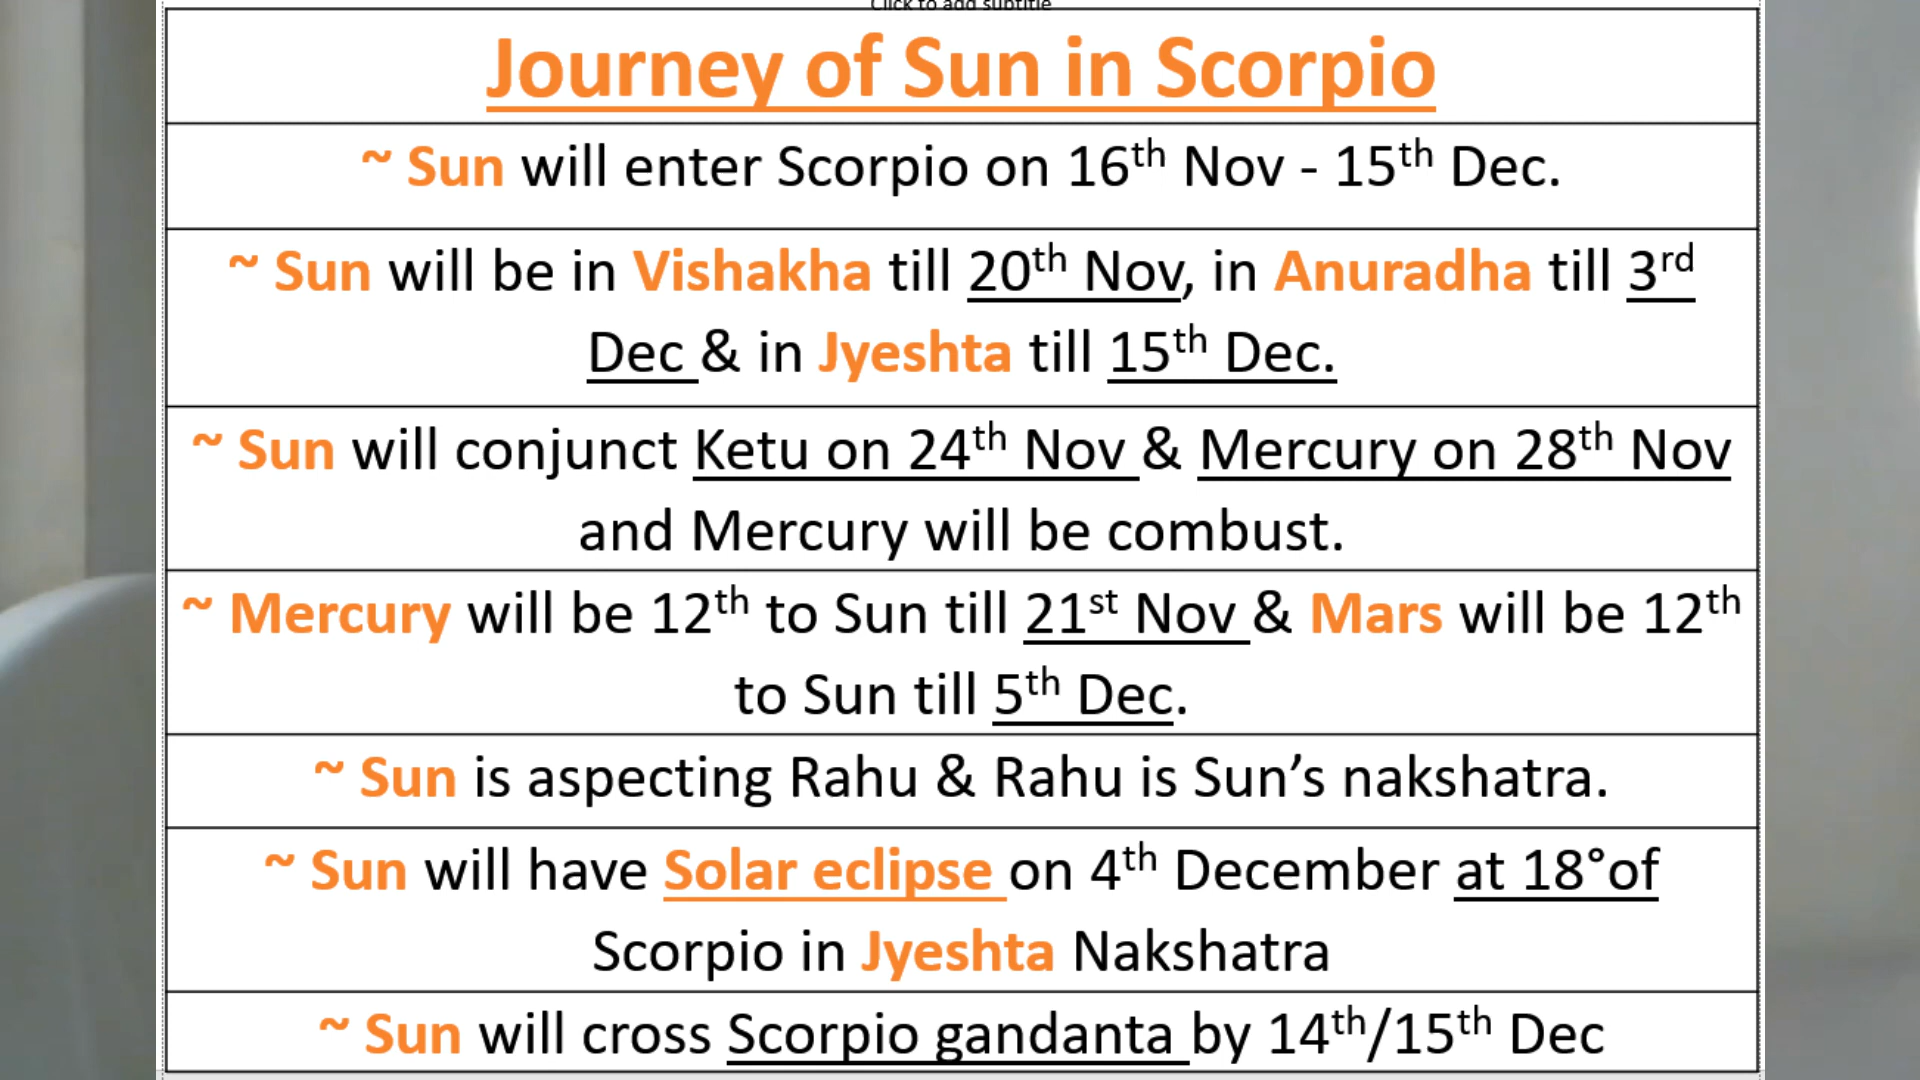 Click to add subtitle
Journey of Sun in Scorpio
~ Sun will enter Scorpio on 16th Nov - 15th Dec.
~ Sun will be in Vishakha till 20th Nov, in Anuradha till 3rd
Dec & in Jyeshta till 15th Dec.
~ Sun will conjunct Ketu on 24th Nov & Mercury on 28th Nov
and Mercury will be combust.
~ Mercury will be 12th to Sun till 21st Nov & Mars will be 12th
to Sun till 5th Dec.
~ Sun is aspecting Rahu & Rahu is Sun’s nakshatra.
~ Sun will have Solar eclipse on 4th December at 18°of
Scorpio in Jyeshta Nakshatra
~ Sun will cross Scorpio gandanta by 14th/15th Dec